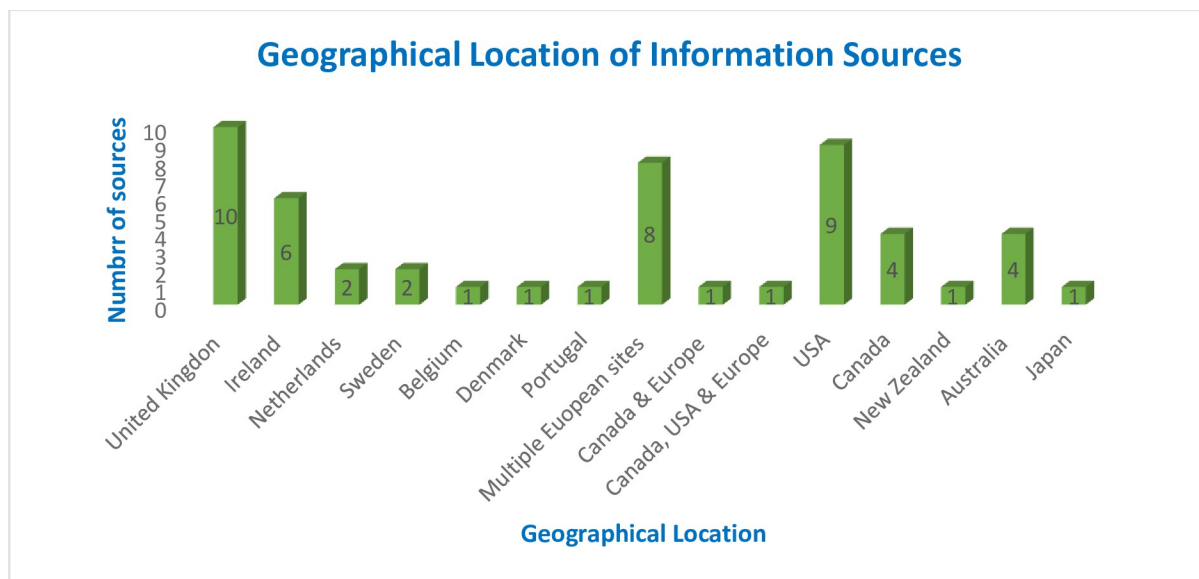 Geographical Location of Information Sources
Numbrr of sources
10
9
8
7
6
5
4
3
2
1
0
10
6
2
2
1
1
1
8
1
1
9
4
1
4
1
United Kingdon
Ireland
Netherlands
Sweden
Belgium
Denmark
Portugal
Multiple Euopean sites
Canada & Europe
Canada, USA & Europe
USA
Canada
New Zealand
Australia
Japan
Geographical Location